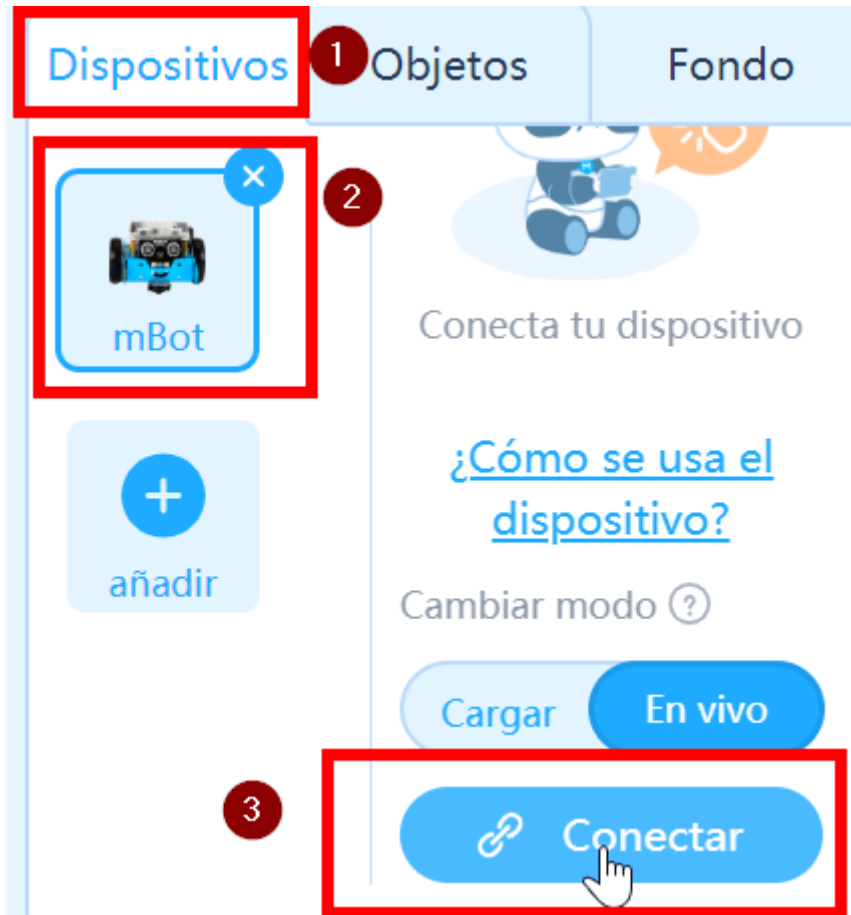 Dispositivos
1
Objetos
Fondo
2
mBot
Conecta tu dispositivo
¿Cómo se usa el
dispositivo?
añadir
Cambiar modo ?
Cargar
En vivo
3
Conectar